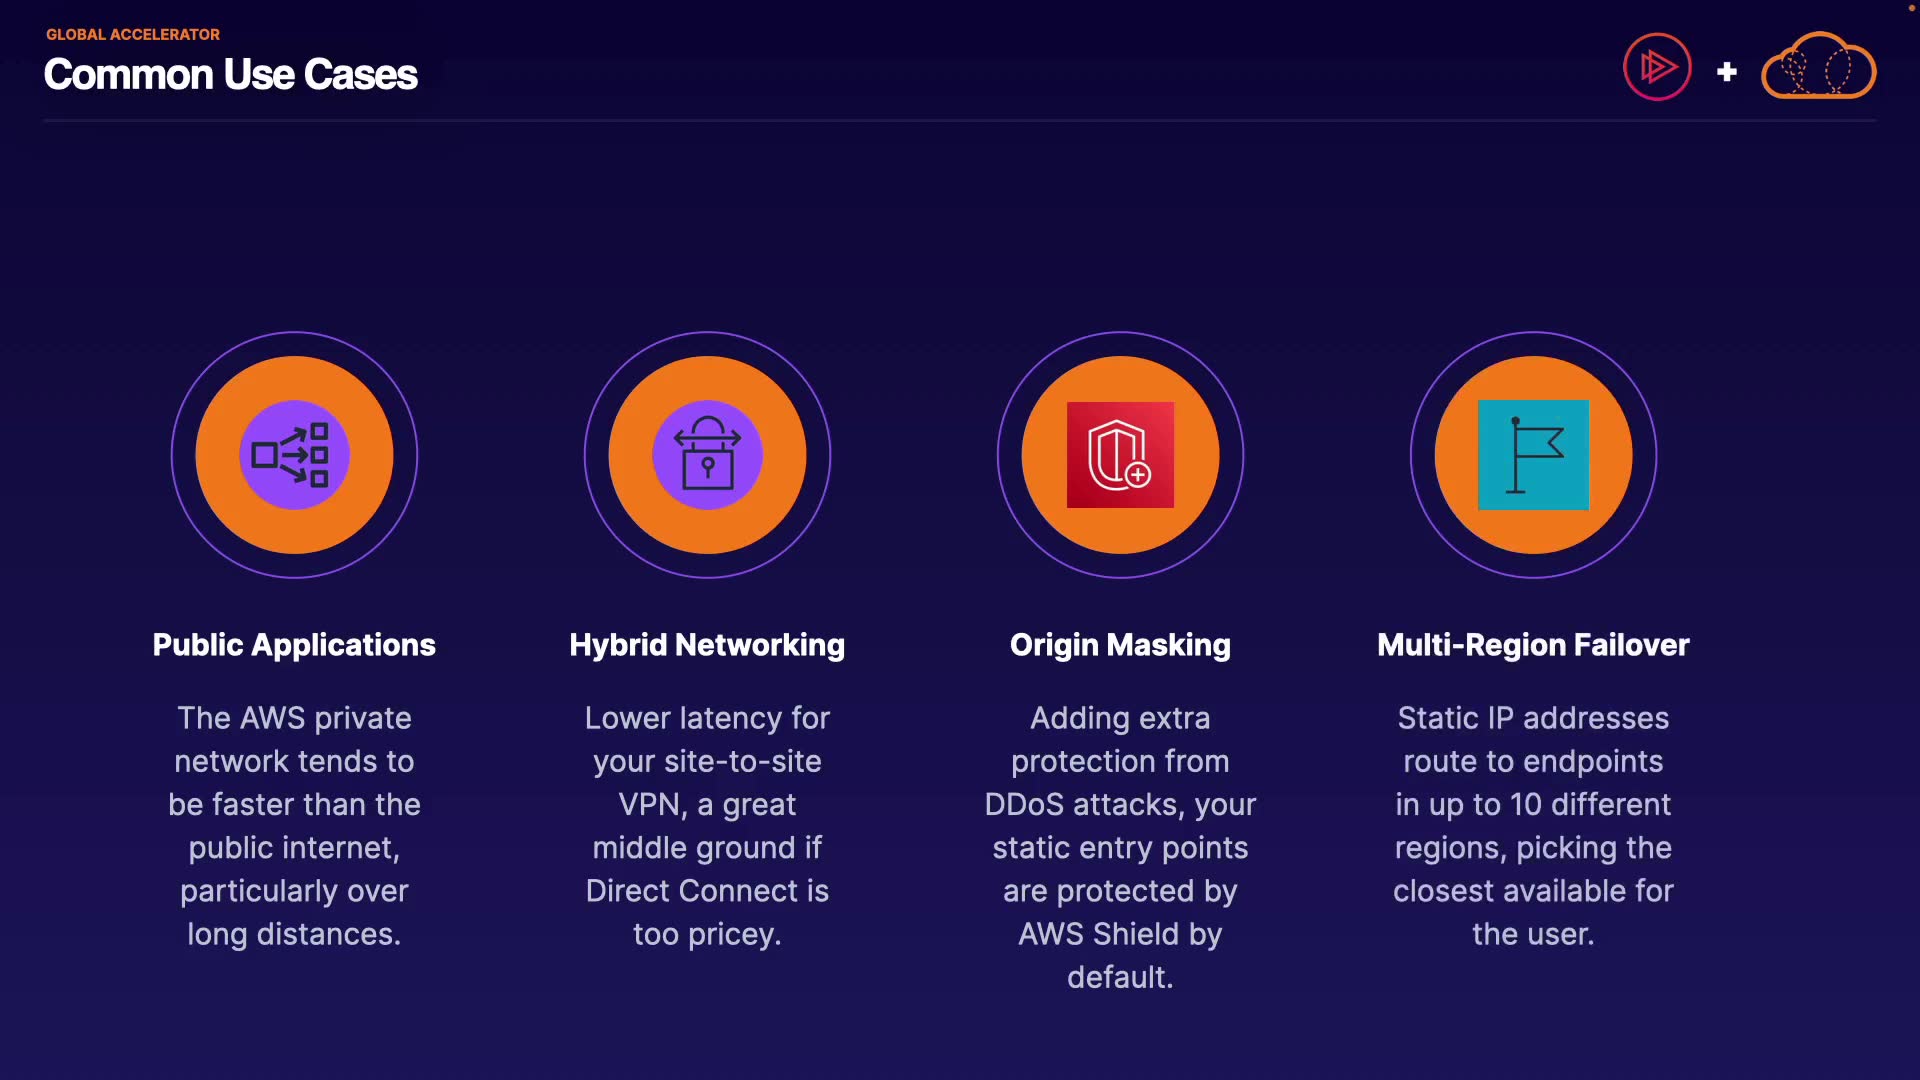 GLOBAL ACCELERATOR
Common Use Cases
Public Applications
The AWS private
network tends to
be faster than the
public internet,
particularly over
long distances.
Hybrid Networking
Lower latency for
your site-to-site
VPN, a great
middle ground if
Direct Connect is
too pricey.
Origin Masking
Adding extra
protection from
DDoS attacks, your
static entry points
are protected by
AWS Shield by
default.
Multi-Region Failover
Static IP addresses
route to endpoints
in up to 10 different
regions, picking the
closest available for
the user.